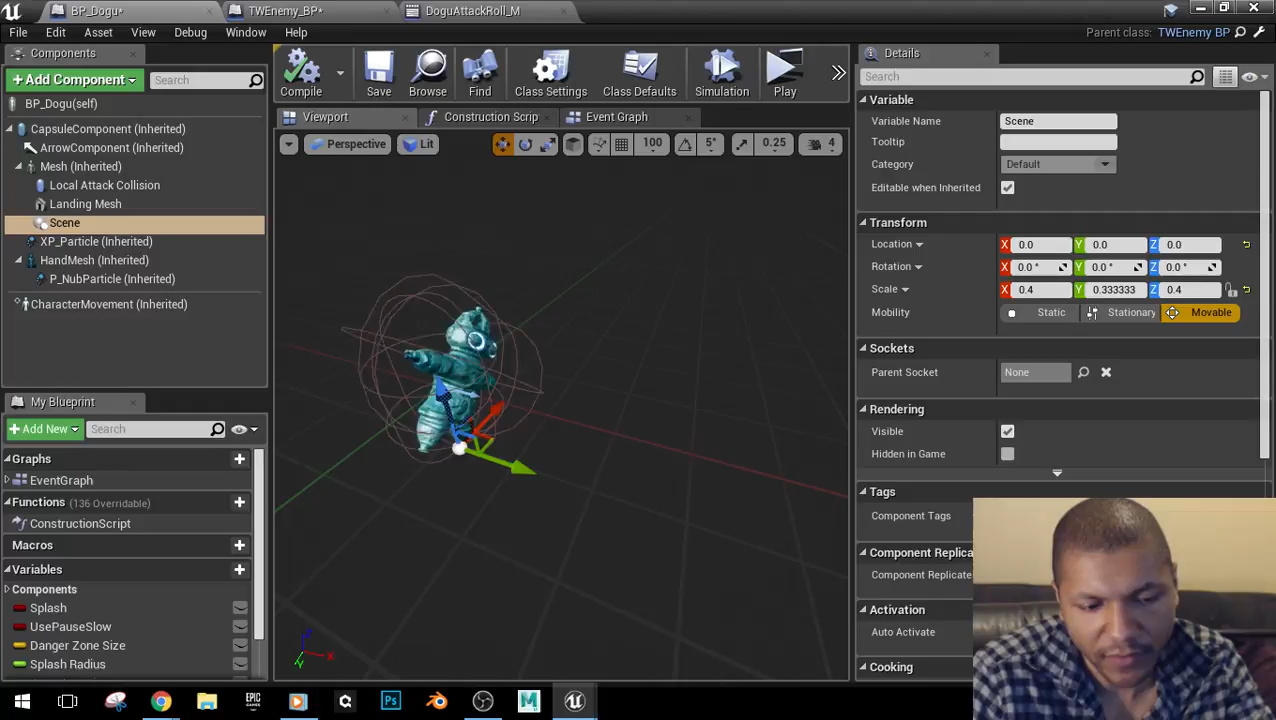 BP_Dogu*
TWEnemy_BP*
DoguAttackRoll_M
File
Edit
Asset
View
Debug
Window
Help
Parent class: TWEnemy BP
Components
+Add Component
Search
BP_Dogu(self)
CapsuleComponent (Inherited)
ArrowComponent (Inherited)
Mesh (Inherited)
Local Attack Collision
Landing Mesh
Scene
XP_Particle (Inherited)
HandMesh (Inherited)
P_NubParticle (Inherited)
CharacterMovement (Inherited)
My Blueprint
+Add New
Search
Graphs
EventGraph
Functions (136 Overridable)
ConstructionScript
Macros
Variables
Components
Splash
UsePauseSlow
Danger Zone Size
Splash Radius
Compile
Save
Browse
Find
Class Settings
Class Defaults
Simulation
Play
Viewport
Construction Scrip
Event Graph
Perspective
Lit
100
5°
0.25
4
Z
X
Y
Details
Search
Variable
Variable Name Scene
Tooltip
Category Default
Editable when Inherited
Transform
Location X 0.0 Y 0.0 Z 0.0
Rotation X 0.0 ° Y 0.0 ° Z 0.0 °
Scale X 0.4 Y 0.333333 Z 0.4
Mobility Static Stationary Movable
Sockets
Parent Socket None
Rendering
Visible
Hidden in Game
Tags
Component Tags
Component Replica
Component Replicate
Activation
Auto Activate
Cooking
EPIC GAMES
Ps
M